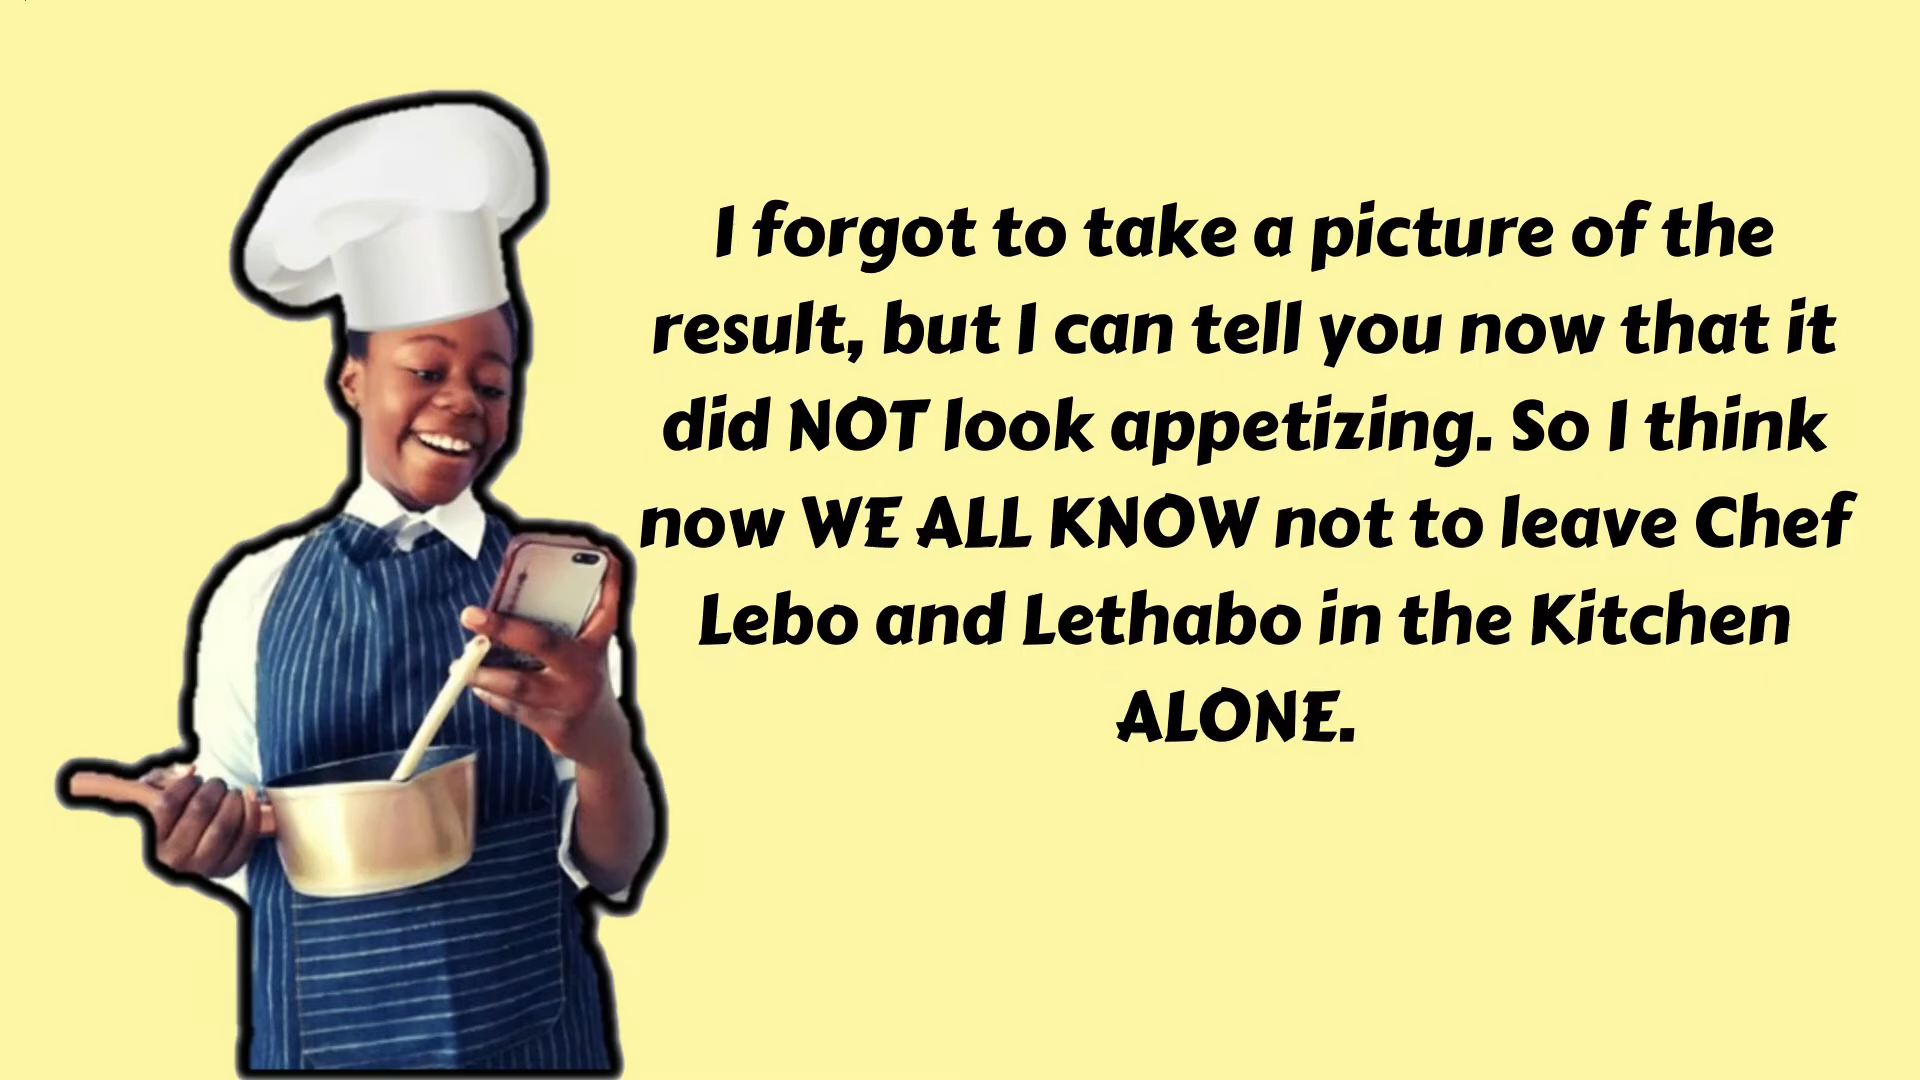 I forgot to take a picture of the
result, but I can tell you now that it
did NOT look appetizing. So I think
now WE ALL KNOW not to leave Chef
Lebo and Lethabo in the Kitchen
ALONE.